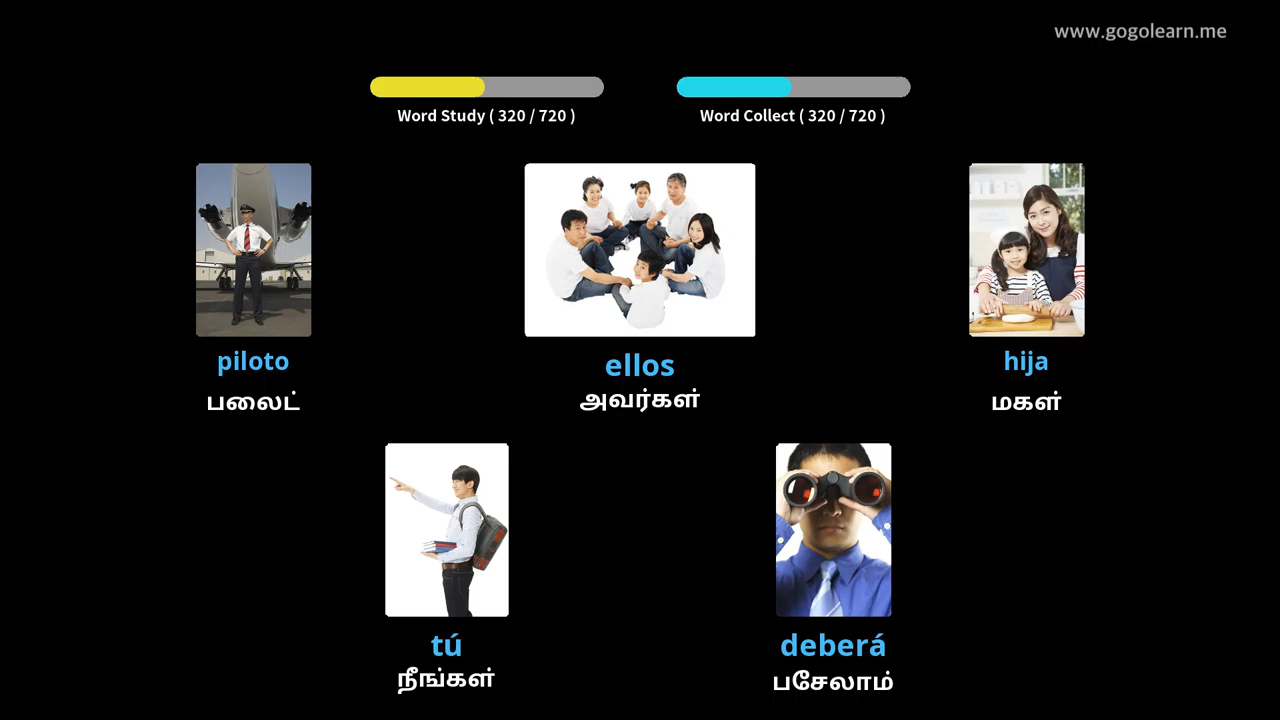 www.gogolearn.me
Word Study ( 320 / 720 )
Word Collect ( 320 / 720 )
piloto
பலைட்
ellos
அவர்கள்
hija
மகள்
tú
நீங்கள்
deberá
பசேலாம்